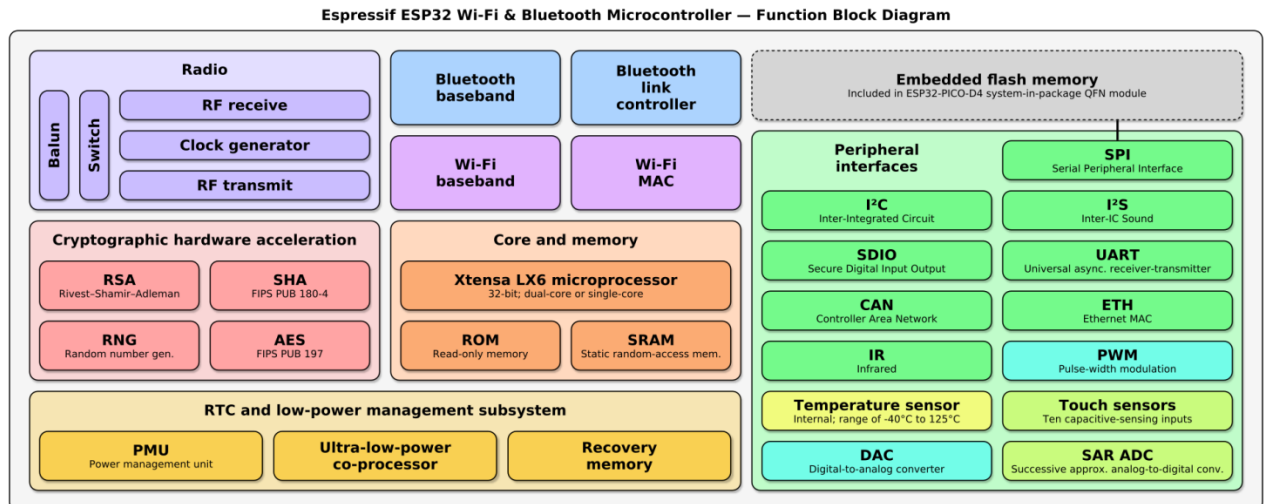 Espressif ESP32 Wi-Fi & Bluetooth Microcontroller — Function Block Diagram
Radio
Balun
Switch
RF receive
Clock generator
RF transmit
Bluetooth
baseband
Bluetooth
link
controller
Wi-Fi
baseband
Wi-Fi
MAC
Embedded flash memory
Included in ESP32-PICO-D4 system-in-package QFN module
Cryptographic hardware acceleration
RSA
Rivest–Shamir–Adleman
SHA
FIPS PUB 180-4
RNG
Random number gen.
AES
FIPS PUB 197
Core and memory
Xtensa LX6 microprocessor
32-bit; dual-core or single-core
ROM
Read-only memory
SRAM
Static random-access mem.
RTC and low-power management subsystem
PMU
Power management unit
Ultra-low-power
co-processor
Recovery
memory
Peripheral
interfaces
SPI
Serial Peripheral Interface
I²C
Inter-Integrated Circuit
I²S
Inter-IC Sound
SDIO
Secure Digital Input Output
UART
Universal async. receiver-transmitter
CAN
Controller Area Network
ETH
Ethernet MAC
IR
Infrared
PWM
Pulse-width modulation
Temperature sensor
Internal; range of -40°C to 125°C
Touch sensors
Ten capacitive-sensing inputs
DAC
Digital-to-analog converter
SAR ADC
Successive approx. analog-to-digital conv.